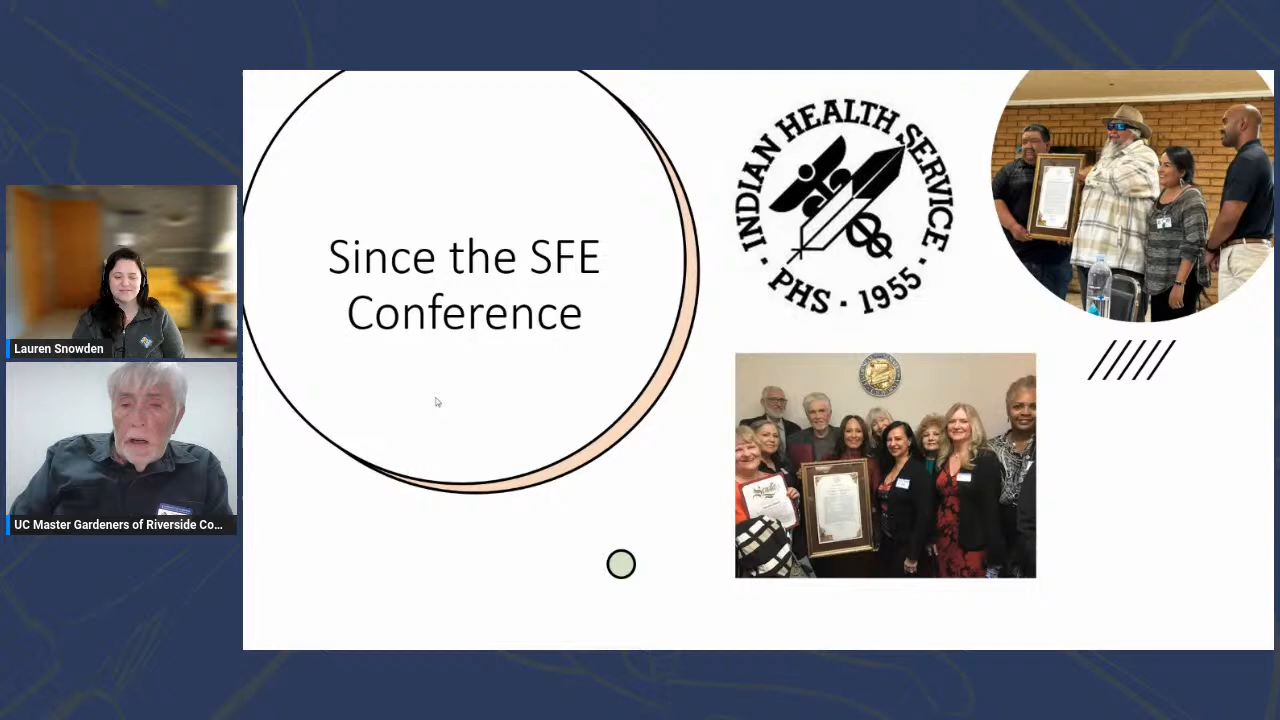 Since the SFE
Conference
INDIAN HEALTH SERVICE
· PHS · 1955 ·
Lauren Snowden
UC Master Gardeners of Riverside Co...